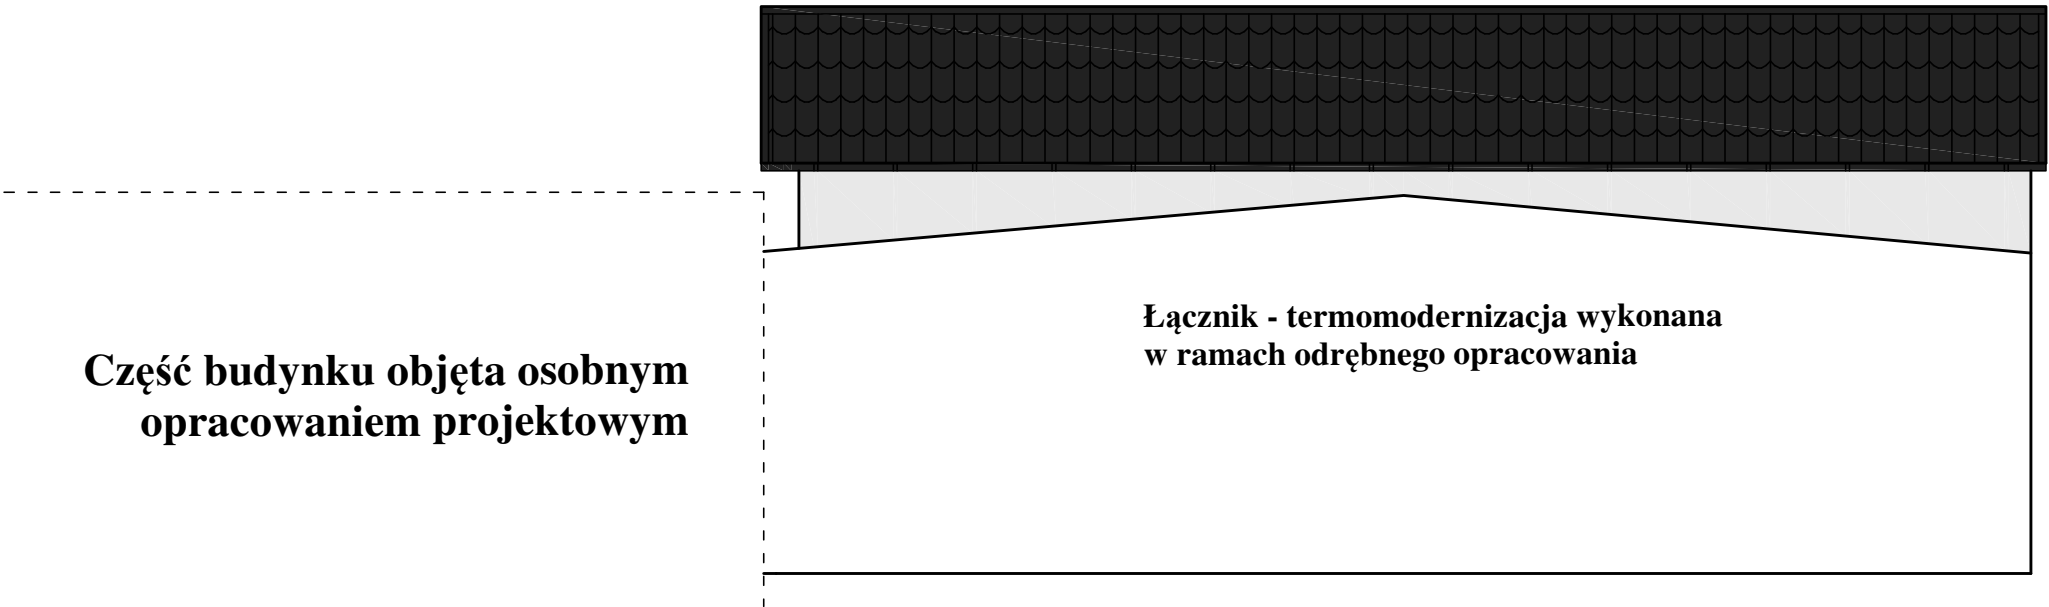 Łącznik - termomodernizacja wykonana
w ramach odrębnego opracowania
Część budynku objęta osobnym
opracowaniem projektowym